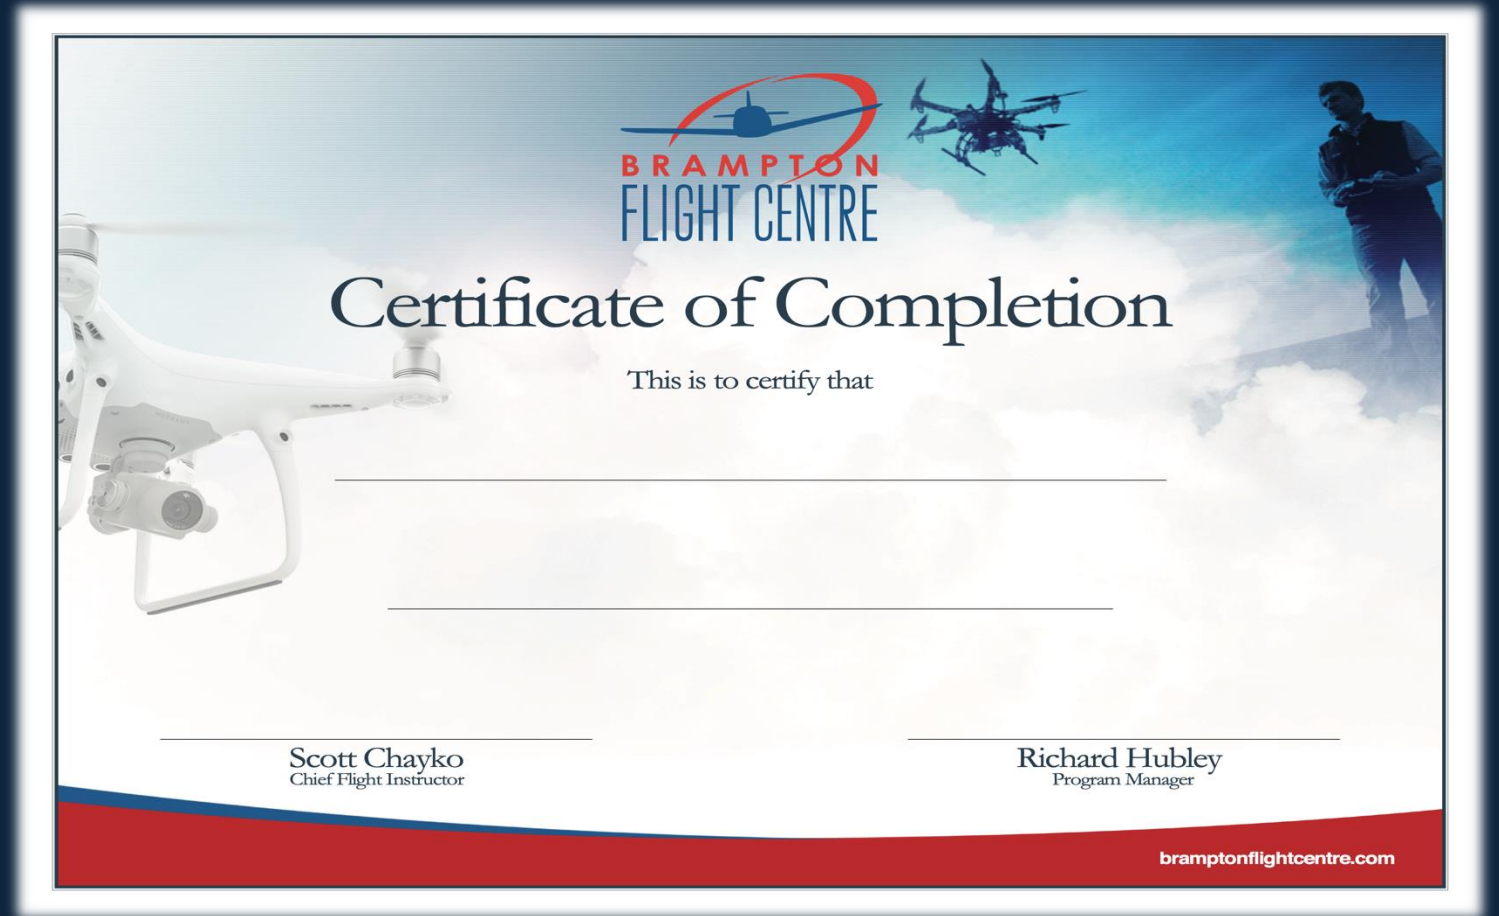 BRAMPTON
FLIGHT CENTRE
Certificate of Completion
This is to certify that
Scott Chayko
Chief Flight Instructor
Richard Hubley
Program Manager
bramptonflightcentre.com